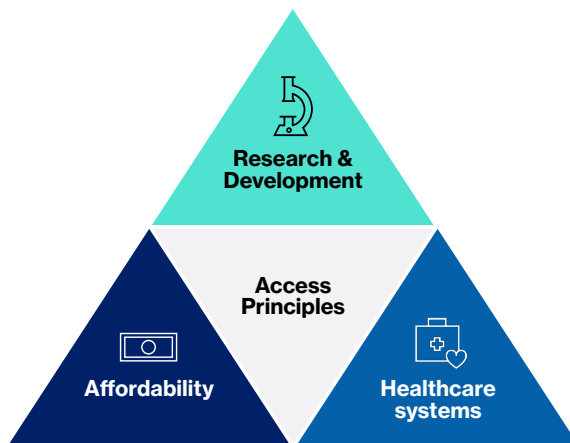 Research &
Development
Access
Principles
Affordability
Healthcare
systems